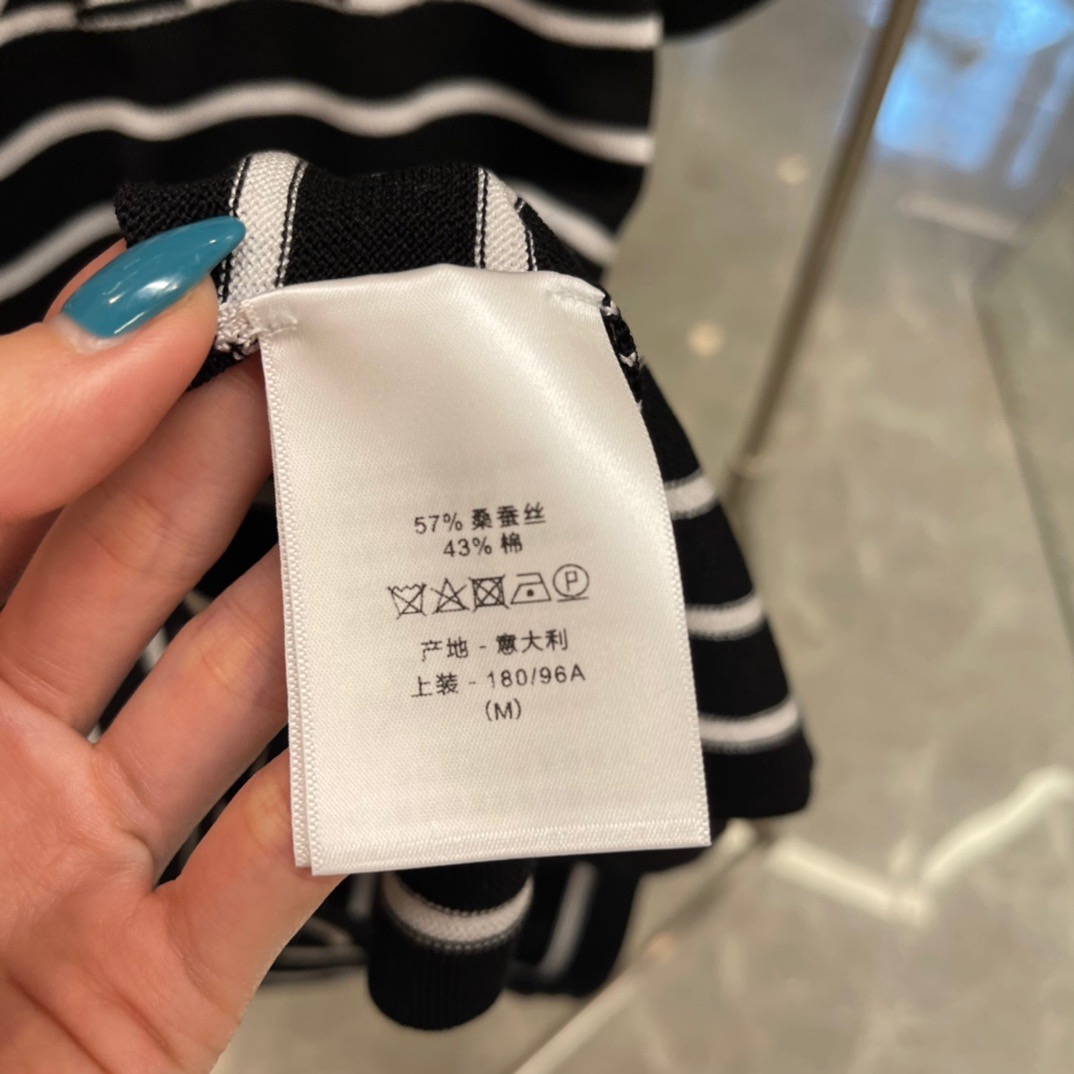 57% 桑蚕丝
43% 棉
P
产地 - 意大利
上装 - 180/96A
(M)